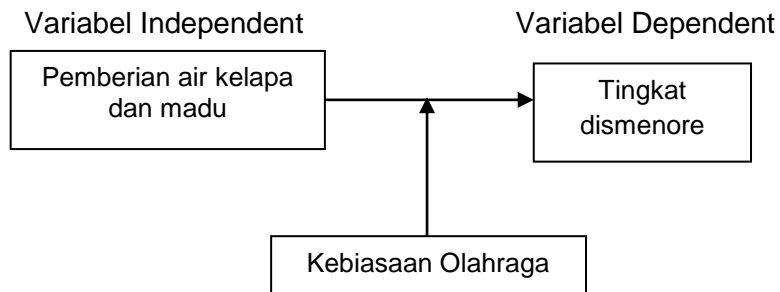 Variabel Independent
Variabel Dependent
Pemberian air kelapa
dan madu
Tingkat
dismenore
Kebiasaan Olahraga